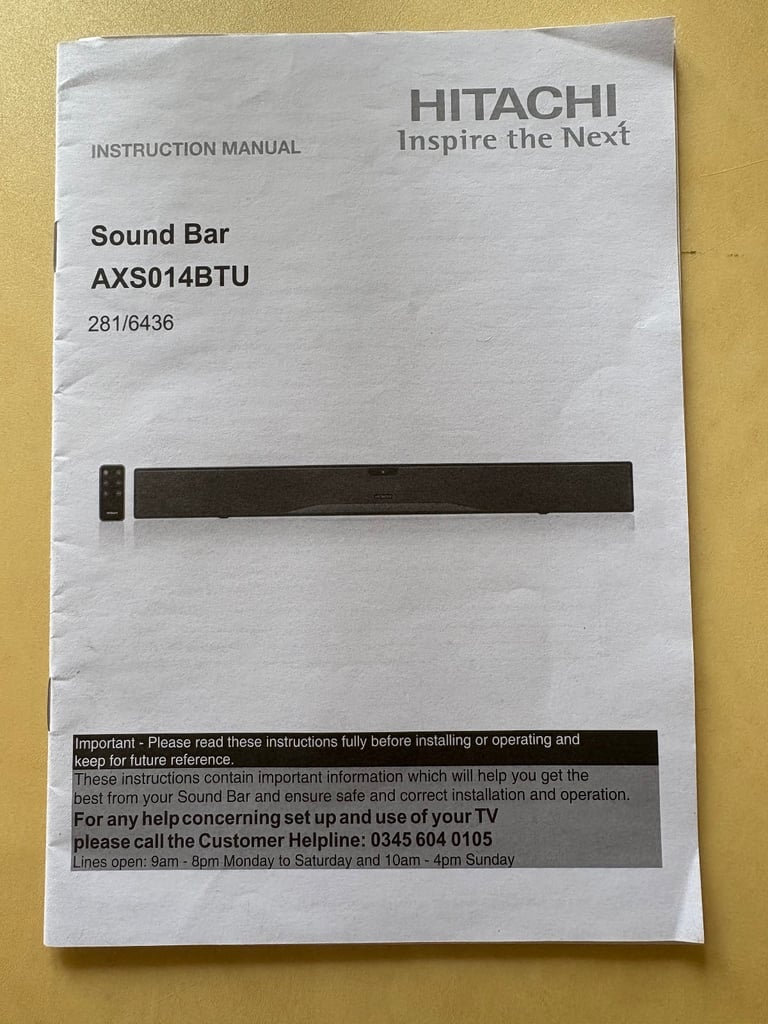 HITACHI
Inspire the Next
INSTRUCTION MANUAL
Sound Bar
AXS014BTU
281/6436
Important - Please read these instructions fully before installing or operating and
keep for future reference.
These instructions contain important information which will help you get the
best from your Sound Bar and ensure safe and correct installation and operation.
For any help concerning set up and use of your TV
please call the Customer Helpline: 0345 604 0105
Lines open: 9am - 8pm Monday to Saturday and 10am - 4pm Sunday